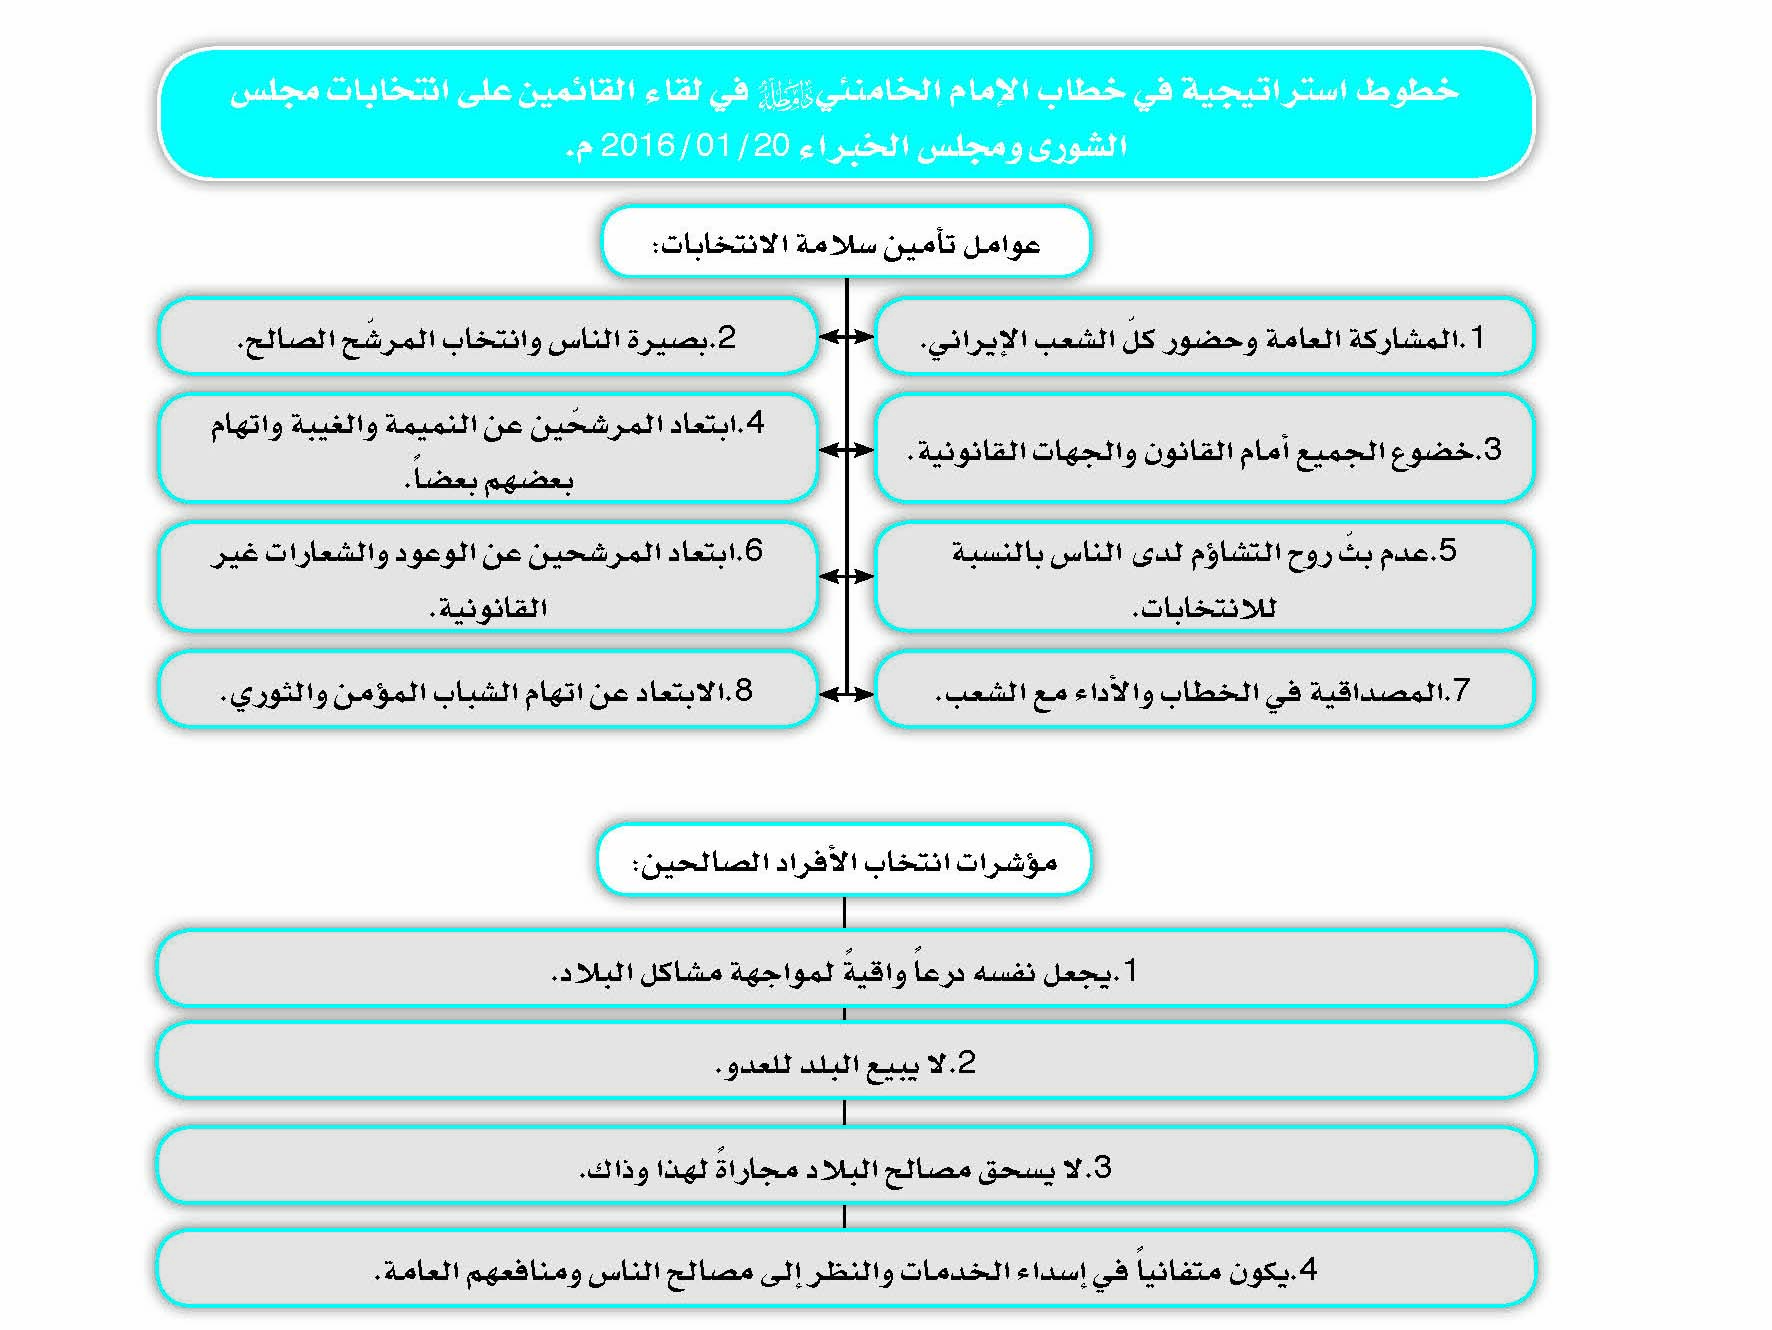 خطوط استراتيجية في خطاب الإمام الخامنئي دام ظله في لقاء القائمين على انتخابات مجلس
الشورى ومجلس الخبراء 20/ 01/ 2016 م.
عوامل تأمين سلامة الانتخابات:
1.المشاركة العامة وحضور كلّ الشعب الإيراني.
2.بصيرة الناس وانتخاب المرشّح الصالح.
3.خضوع الجميع أمام القانون والجهات القانونية.
4.ابتعاد المرشحّين عن النميمة والغيبة واتهام
بعضهم بعضاً.
5.عدم بثّ روح التشاؤم لدى الناس بالنسبة
للانتخابات.
6.ابتعاد المرشحين عن الوعود والشعارات غير
القانونية.
7.المصداقية في الخطاب والأداء مع الشعب.
8.الابتعاد عن اتهام الشباب المؤمن والثوري.
مؤشرات انتخاب الأفراد الصالحين:
1.يجعل نفسه درعاً واقيةً لمواجهة مشاكل البلاد.
2.لا يبيع البلد للعدو.
3.لا يسحق مصالح البلاد مجاراةً لهذا وذاك.
4.يكون متفانياً في إسداء الخدمات والنظر إلى مصالح الناس ومنافعهم العامة.